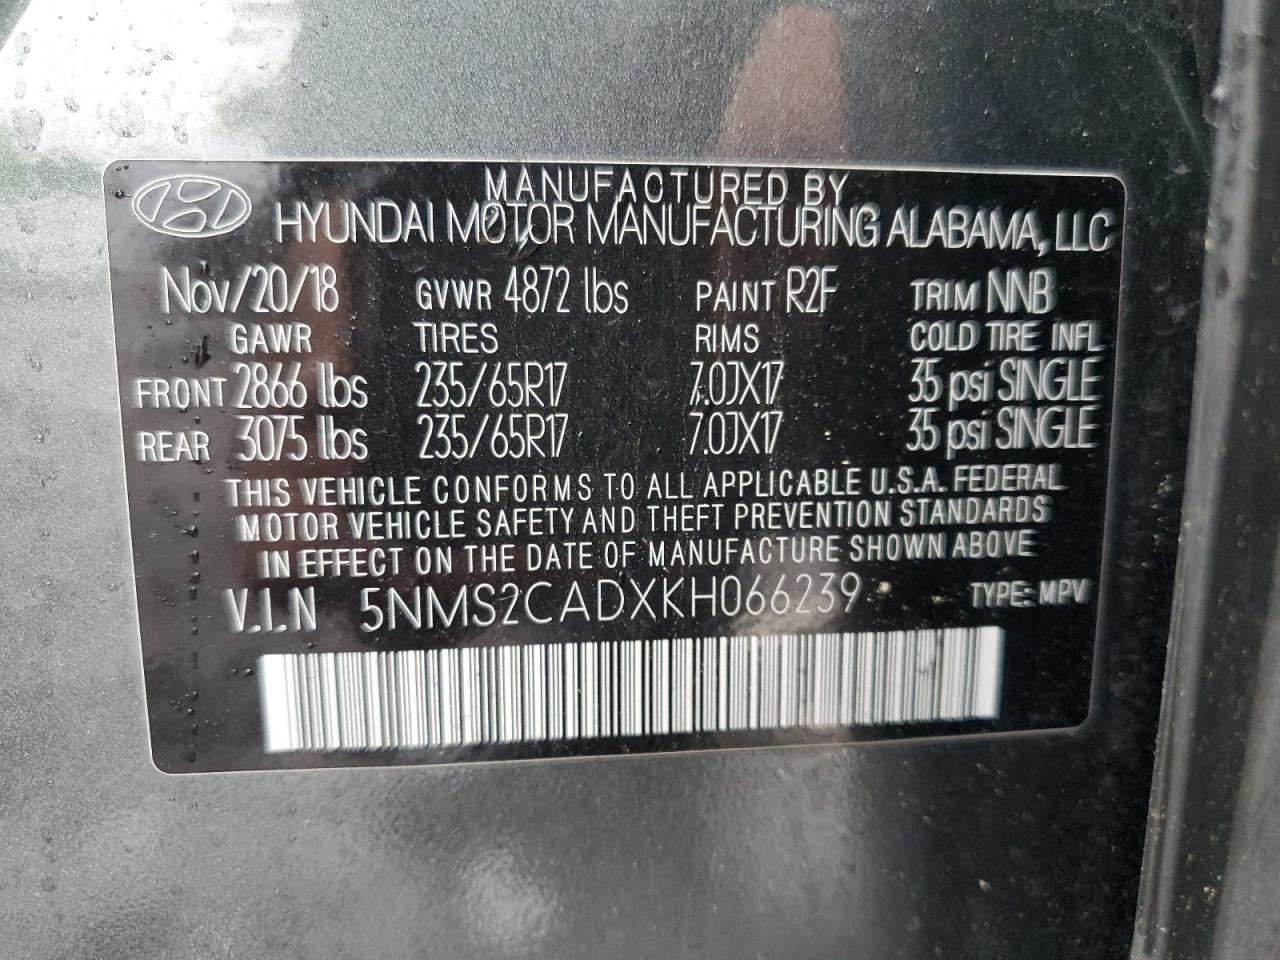 MANUFACTURED BY
HYUNDAI MOTOR MANUFACTURING ALABAMA, LLC
Nov/20/18 GVWR 4872 lbs PAINT R2F TRIM NNB
GAWR TIRES RIMS COLD TIRE INFL
FRONT 2866 lbs 235/65R17 7.0JX17 35 psi SINGLE
REAR 3075 lbs 235/65R17 7.0JX17 35 psi SINGLE
THIS VEHICLE CONFORMS TO ALL APPLICABLE U.S.A. FEDERAL
MOTOR VEHICLE SAFETY AND THEFT PREVENTION STANDARDS
IN EFFECT ON THE DATE OF MANUFACTURE SHOWN ABOVE
V.I.N 5NMS2CADXKH066239 TYPE: MPV